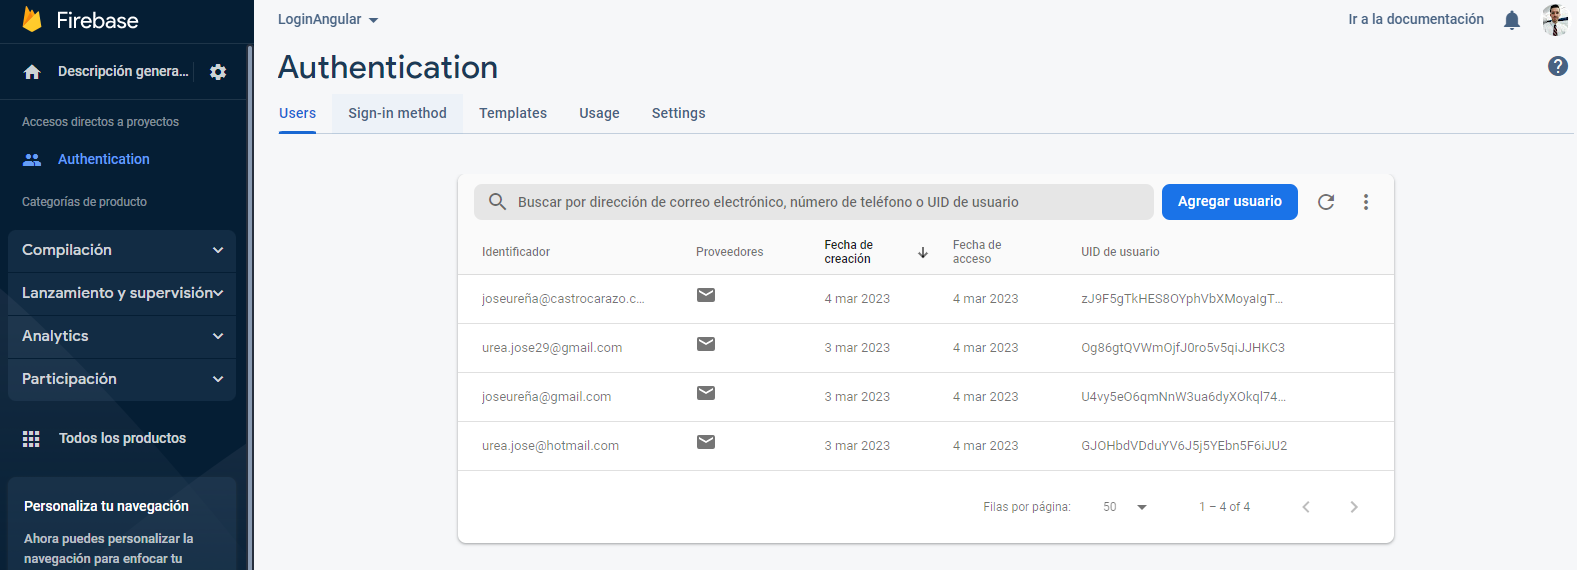 Firebase
LoginAngular
Ir a la documentación
Descripción genera...
Authentication
Accesos directos a proyectos
Users
Sign-in method
Templates
Usage
Settings
Authentication
Categorías de producto
Compilación
Lanzamiento y supervisión
Analytics
Participación
Todos los productos
Personaliza tu navegación
Ahora puedes personalizar la
navegación para enfocar tu
Buscar por dirección de correo electrónico, número de teléfono o UID de usuario
Agregar usuario
Identificador
Proveedores
Fecha de
creación
Fecha de
acceso
UID de usuario
joseureña@castrocarazo.c... 4 mar 2023 4 mar 2023 zJ9F5gTkHES8OYphVbXMoyaIgT...
urea.jose29@gmail.com 3 mar 2023 4 mar 2023 Og86gtQVWmOjfJ0ro5v5qiJJHKC3
joseureña@gmail.com 3 mar 2023 4 mar 2023 U4vy5eO6qmNnW3ua6dyXOkql74...
urea.jose@hotmail.com 3 mar 2023 4 mar 2023 GJOHbdVDduYV6J5j5YEbn5F6iJU2
Filas por página: 50 1 – 4 of 4